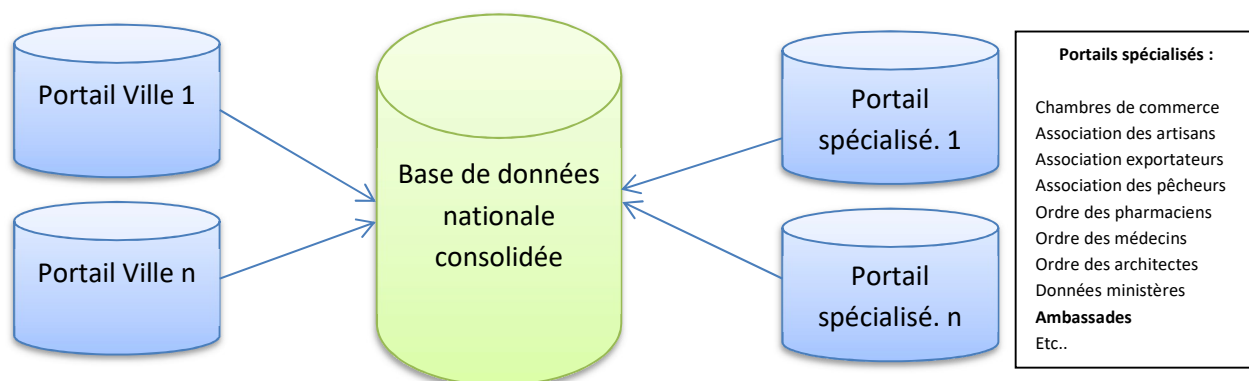 Portail Ville 1
Portail Ville n
Base de données
nationale
consolidée
Portail
spécialisé. 1
Portail
spécialisé. n
Portails spécialisés :
Chambres de commerce
Association des artisans
Association exportateurs
Association des pêcheurs
Ordre des pharmaciens
Ordre des médecins
Ordre des architectes
Données ministères
Ambassades
Etc..